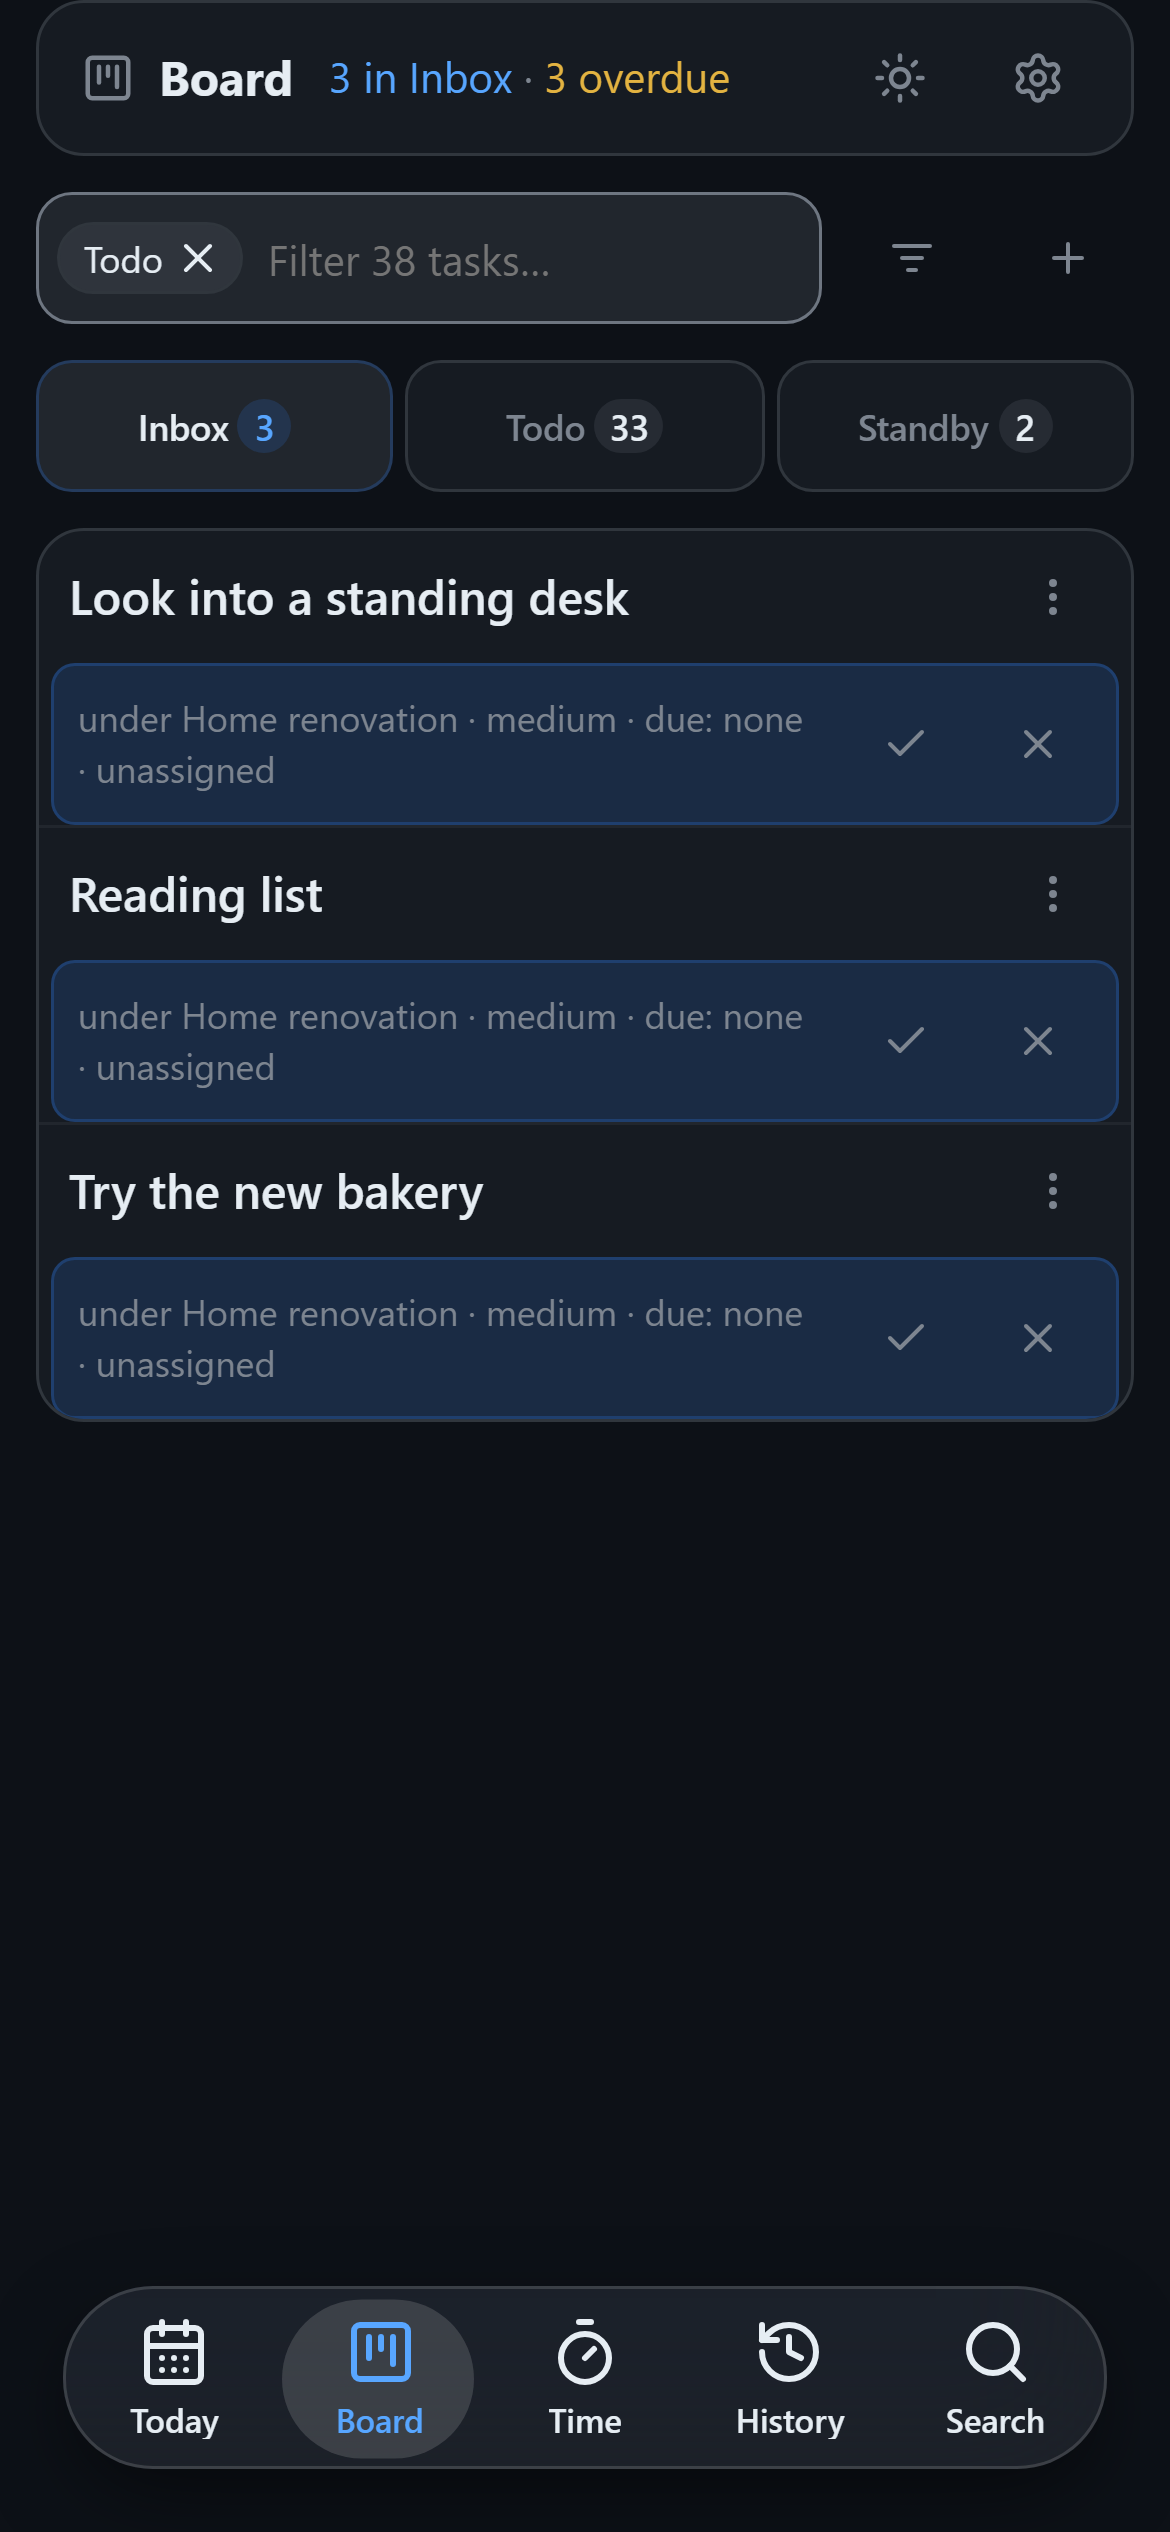 Board 3 in Inbox · 3 overdue
Todo Filter 38 tasks...
Inbox 3 Todo 33 Standby 2
Look into a standing desk
under Home renovation · medium · due: none
· unassigned
Reading list
under Home renovation · medium · due: none
· unassigned
Try the new bakery
under Home renovation · medium · due: none
· unassigned
Today Board Time History Search